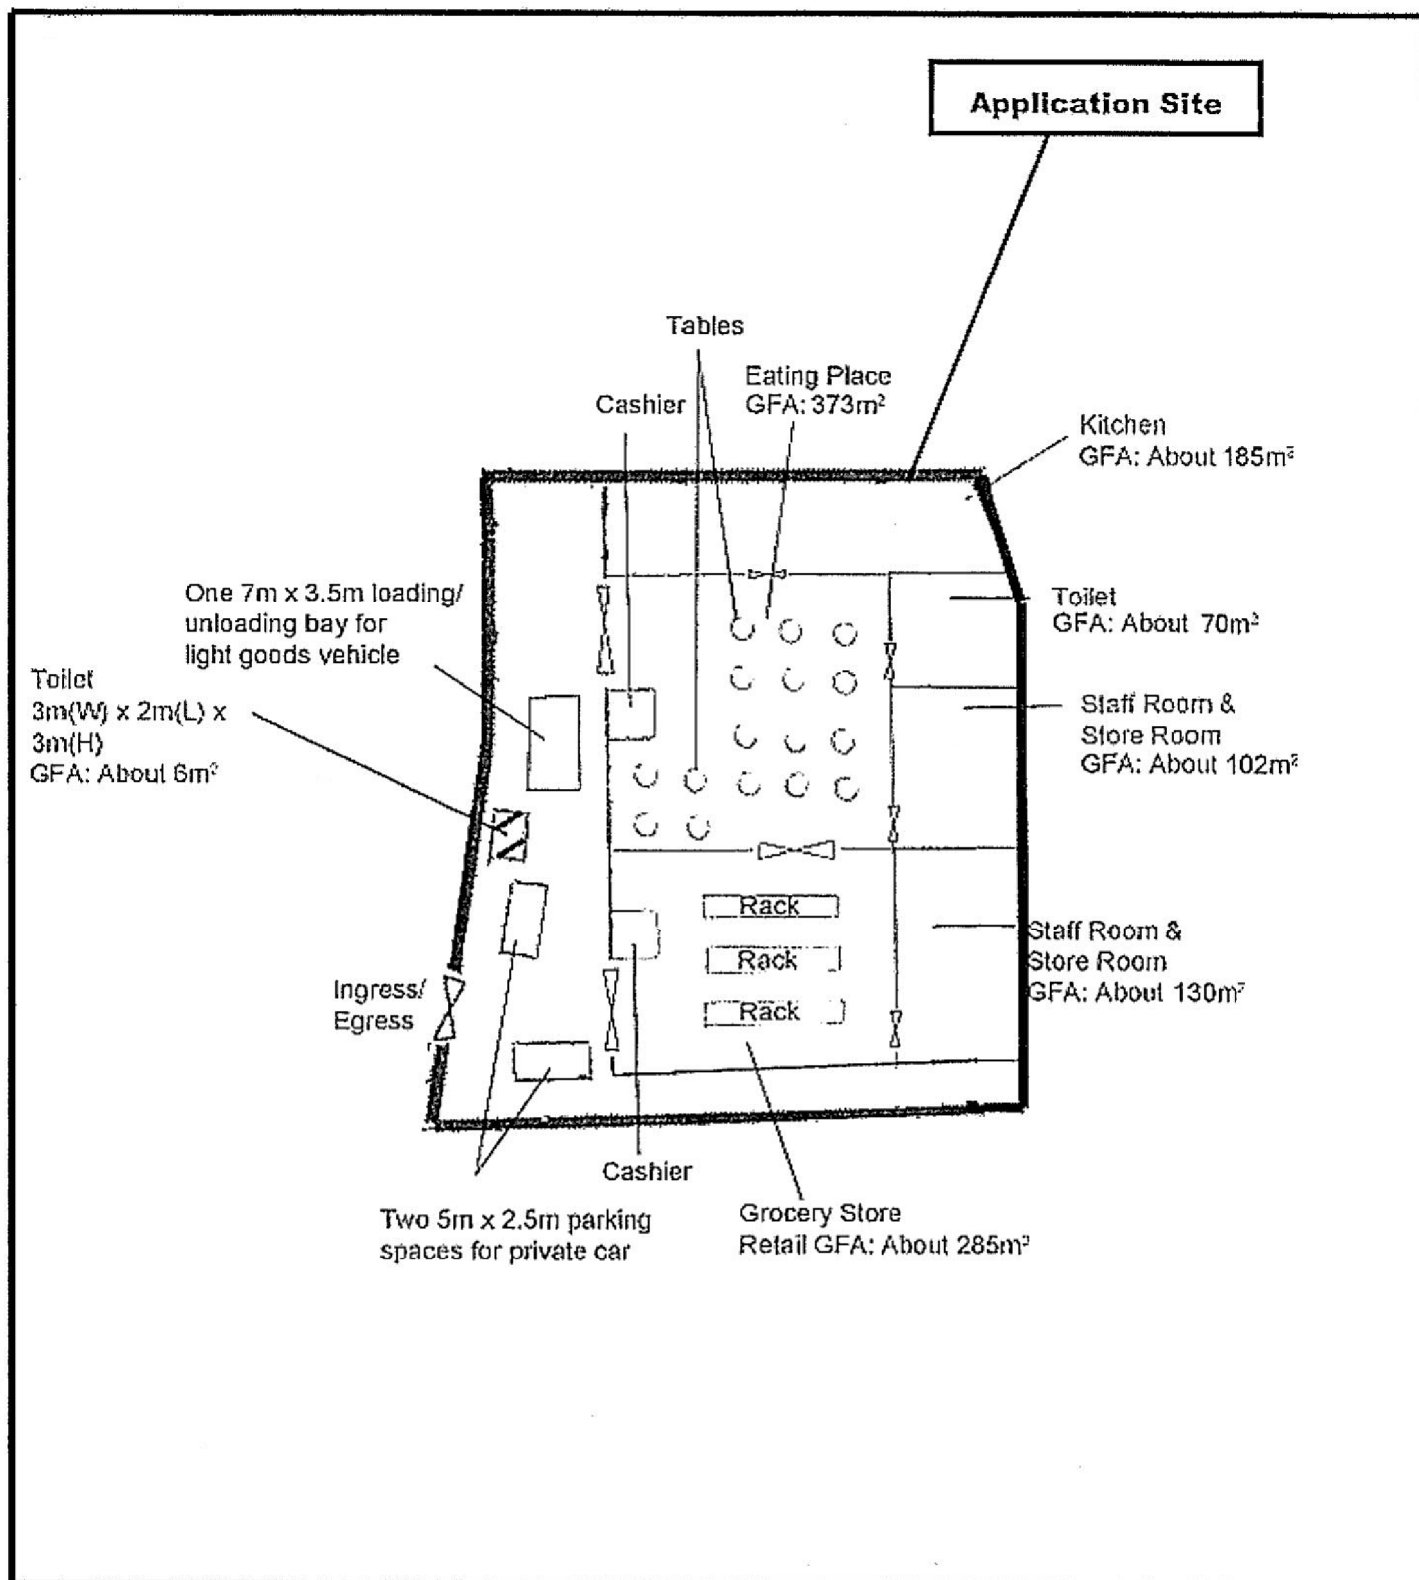 Application Site
Tables
Eating Place
GFA: 373m²
Cashier
Kitchen
GFA: About 185m²
One 7m x 3.5m loading/
unloading bay for
light goods vehicle
Toilet
GFA: About 70m²
Toilet
3m(W) x 2m(L) x
3m(H)
GFA: About 6m²
Staff Room &
Store Room
GFA: About 102m²
Rack
Rack
Rack
Staff Room &
Store Room
GFA: About 130m²
Ingress/
Egress
Cashier
Two 5m x 2.5m parking
spaces for private car
Grocery Store
Retail GFA: About 285m²